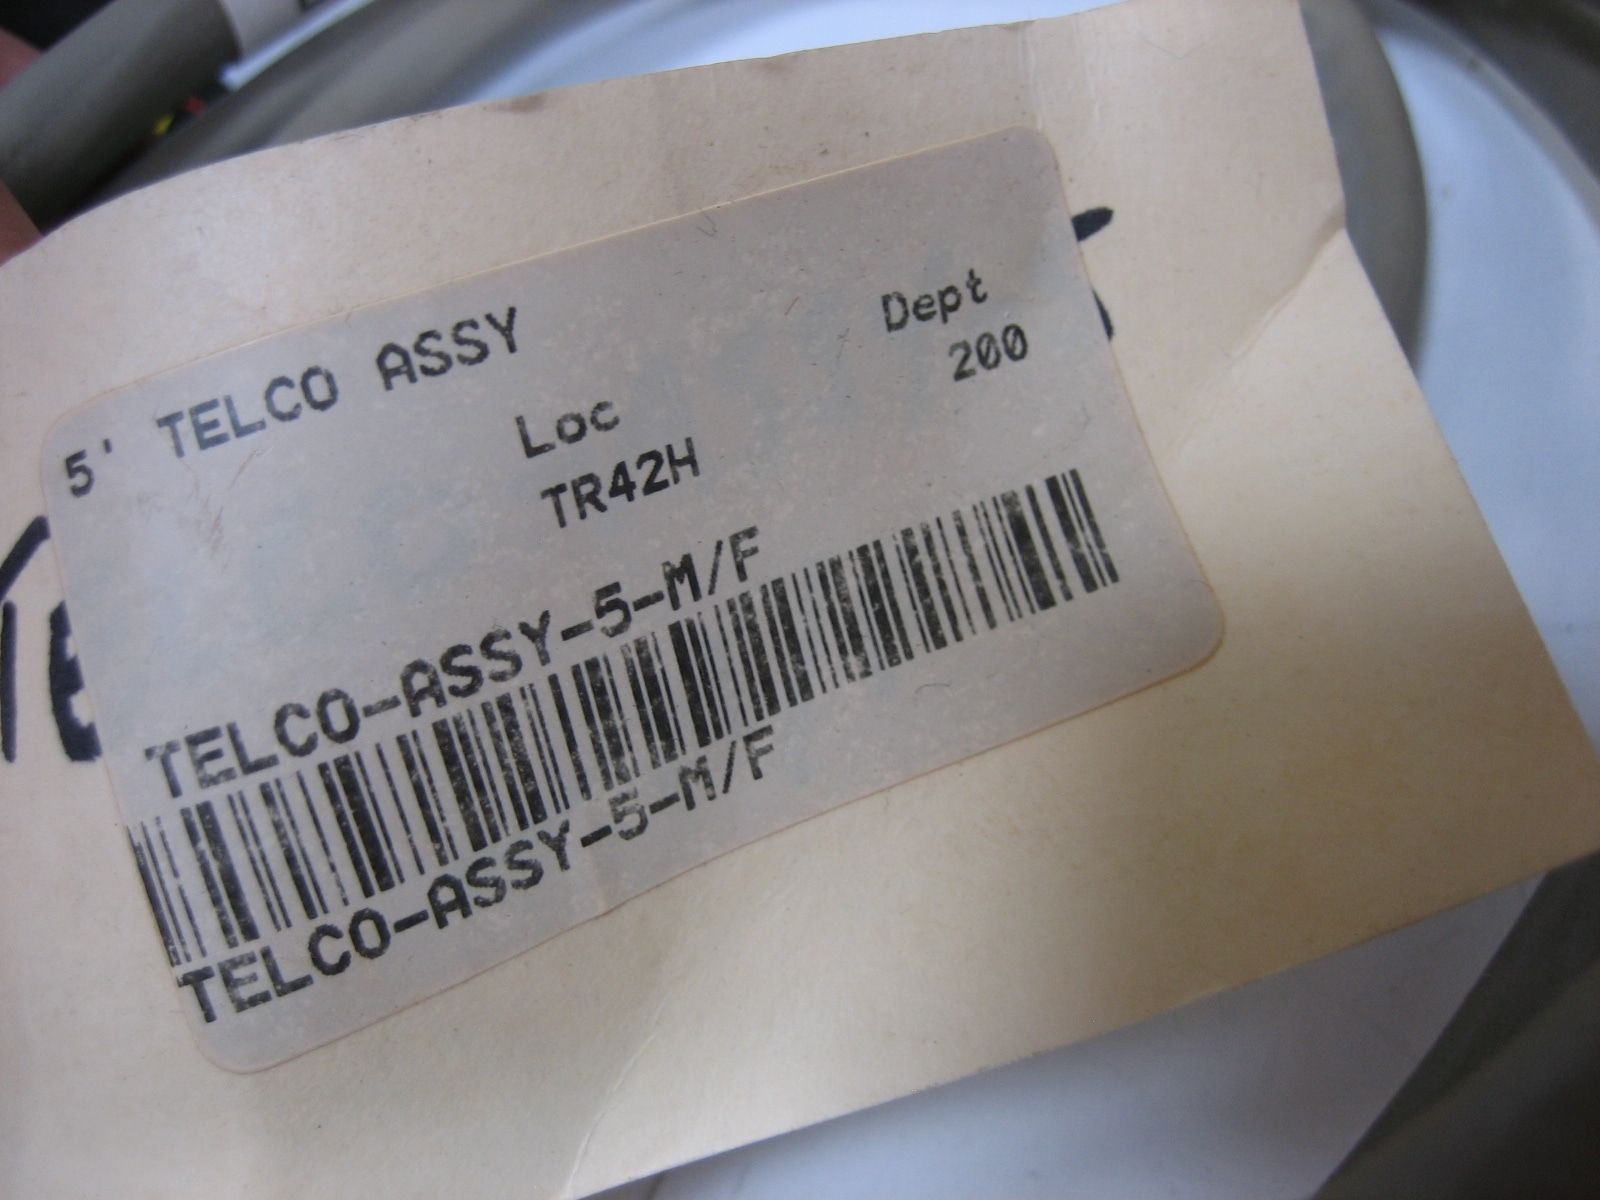 5' TELCO ASSY
Dept
200
Loc
TR42H
TELCO-ASSY-5-M/F
TELCO-ASSY-5-M/F